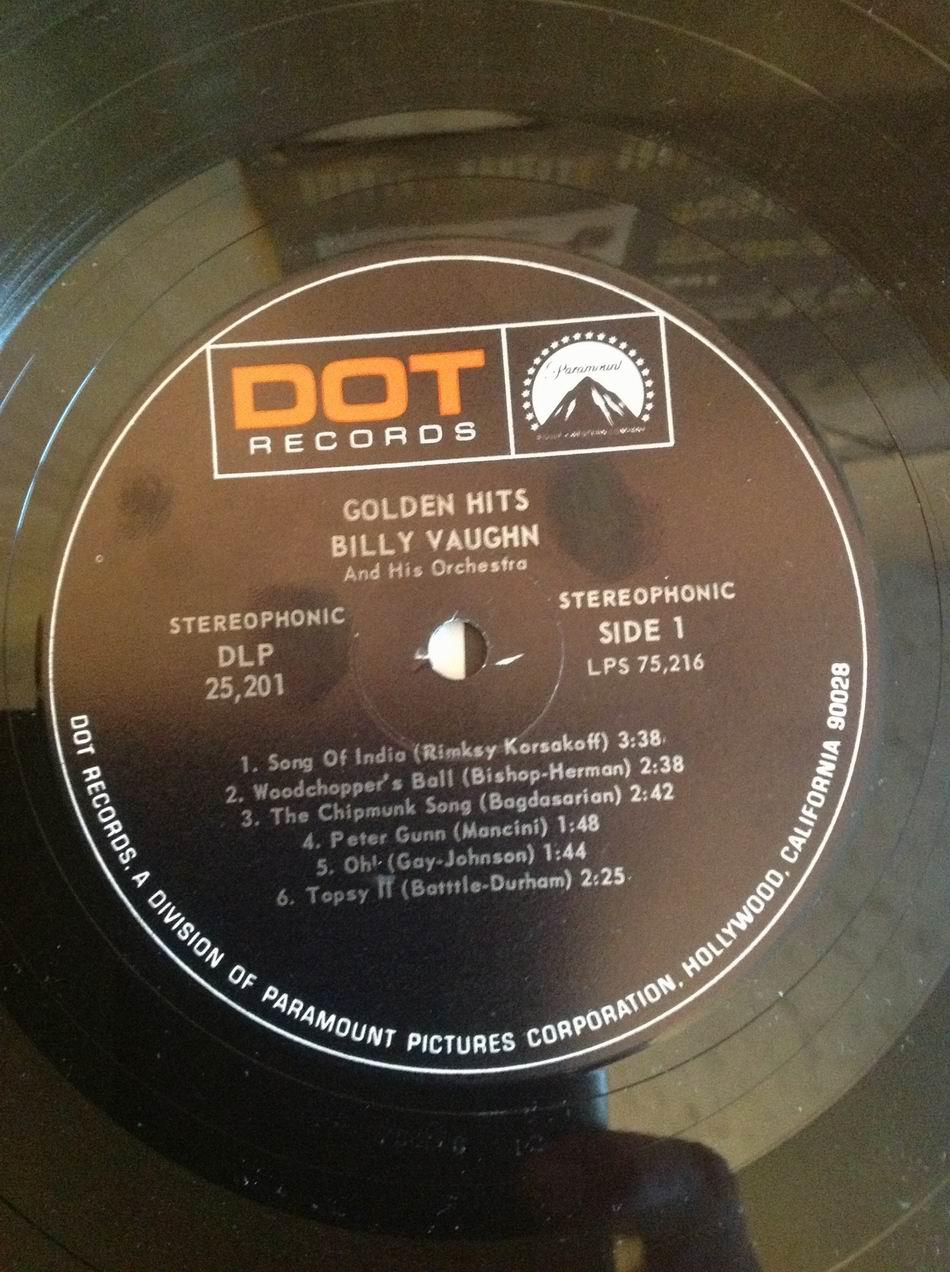 DOT
RECORDS
Paramount
GOLDEN HITS
BILLY VAUGHN
And His Orchestra
STEREOPHONIC
DLP
25,201
STEREOPHONIC
SIDE 1
LPS 75,216
1. Song Of India (Rimksy Korsakoff) 3:38
2. Woodchopper's Ball (Bishop-Herman) 2:38
3. The Chipmunk Song (Bagdasarian) 2:42
4. Peter Gunn (Mancini) 1:48
5. Oh! (Gay-Johnson) 1:44
6. Topsy II (Batttle-Durham) 2:25
DOT RECORDS, A DIVISION OF PARAMOUNT PICTURES CORPORATION, HOLLYWOOD, CALIFORNIA 90028